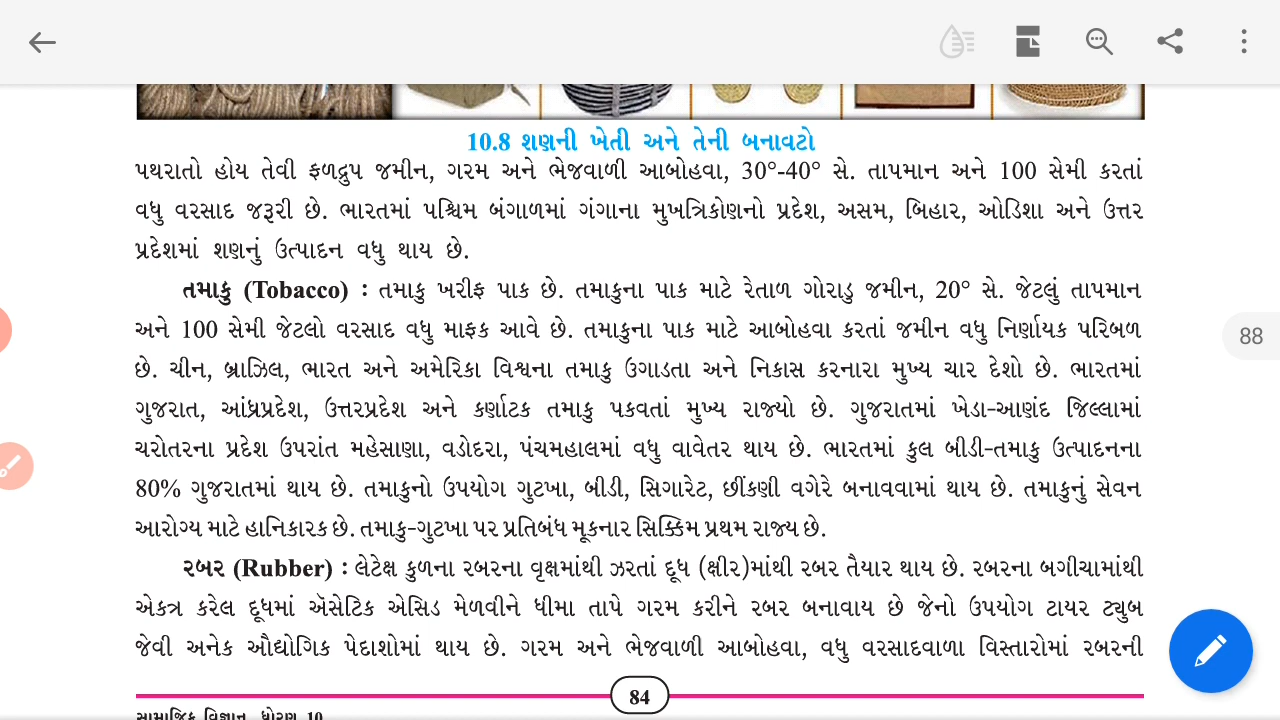 10.8 શણની ખેતી અને તેની બનાવટો
પથરાતો હોય તેવી ફળદ્રુપ જમીન, ગરમ અને ભેજવાળી આબોહવા, 30°-40° સે. તાપમાન અને 100 સેમી કરતાં
વધુ વરસાદ જરૂરી છે. ભારતમાં પશ્ચિમ બંગાળમાં ગંગાના મુખત્રિકોણનો પ્રદેશ, અસમ, બિહાર, ઓડિશા અને ઉત્તર
પ્રદેશમાં શણનું ઉત્પાદન વધુ થાય છે.
તમાકુ (Tobacco) : તમાકુ ખરીફ પાક છે. તમાકુના પાક માટે રેતાળ ગોરાડુ જમીન, 20° સે. જેટલું તાપમાન
અને 100 સેમી જેટલો વરસાદ વધુ માફક આવે છે. તમાકુના પાક માટે આબોહવા કરતાં જમીન વધુ નિર્ણાયક પરિબળ
88
છે. ચીન, બ્રાઝિલ, ભારત અને અમેરિકા વિશ્વના તમાકુ ઉગાડતા અને નિકાસ કરનારા મુખ્ય ચાર દેશો છે. ભારતમાં
ગુજરાત, આંધ્રપ્રદેશ, ઉત્તરપ્રદેશ અને કર્ણાટક તમાકુ પકવતાં મુખ્ય રાજ્યો છે. ગુજરાતમાં ખેડા-આણંદ જિલ્લામાં
ચરોતરના પ્રદેશ ઉપરાંત મહેસાણા, વડોદરા, પંચમહાલમાં વધુ વાવેતર થાય છે. ભારતમાં કુલ બીડી-તમાકુ ઉત્પાદનના
80% ગુજરાતમાં થાય છે. તમાકુનો ઉપયોગ ગુટખા, બીડી, સિગારેટ, છીંકણી વગેરે બનાવવામાં થાય છે. તમાકુનું સેવન
આરોગ્ય માટે હાનિકારક છે. તમાકુ-ગુટખા પર પ્રતિબંધ મૂકનાર સિક્કિમ પ્રથમ રાજ્ય છે.
રબર (Rubber) : લેટેક્ષ કુળના રબરના વૃક્ષમાંથી ઝરતાં દૂધ (ક્ષીર)માંથી રબર તૈયાર થાય છે. રબરના બગીચામાંથી
એકત્ર કરેલ દૂધમાં ઍસેટિક એસિડ મેળવીને ધીમા તાપે ગરમ કરીને રબર બનાવાય છે જેનો ઉપયોગ ટાયર ટ્યુબ
જેવી અનેક ઔદ્યોગિક પેદાશોમાં થાય છે. ગરમ અને ભેજવાળી આબોહવા, વધુ વરસાદવાળા વિસ્તારોમાં રબરની
84
સામાજિક વિજ્ઞાન, ધોરણ 10